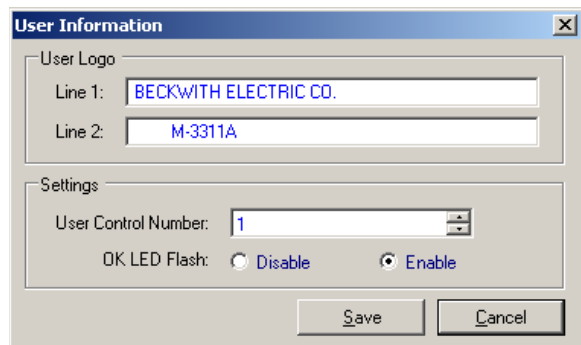 User Information
User Logo
Line 1: BECKWITH ELECTRIC CO.
Line 2: M-3311A
Settings
User Control Number: 1
OK LED Flash: Disable Enable
Save Cancel